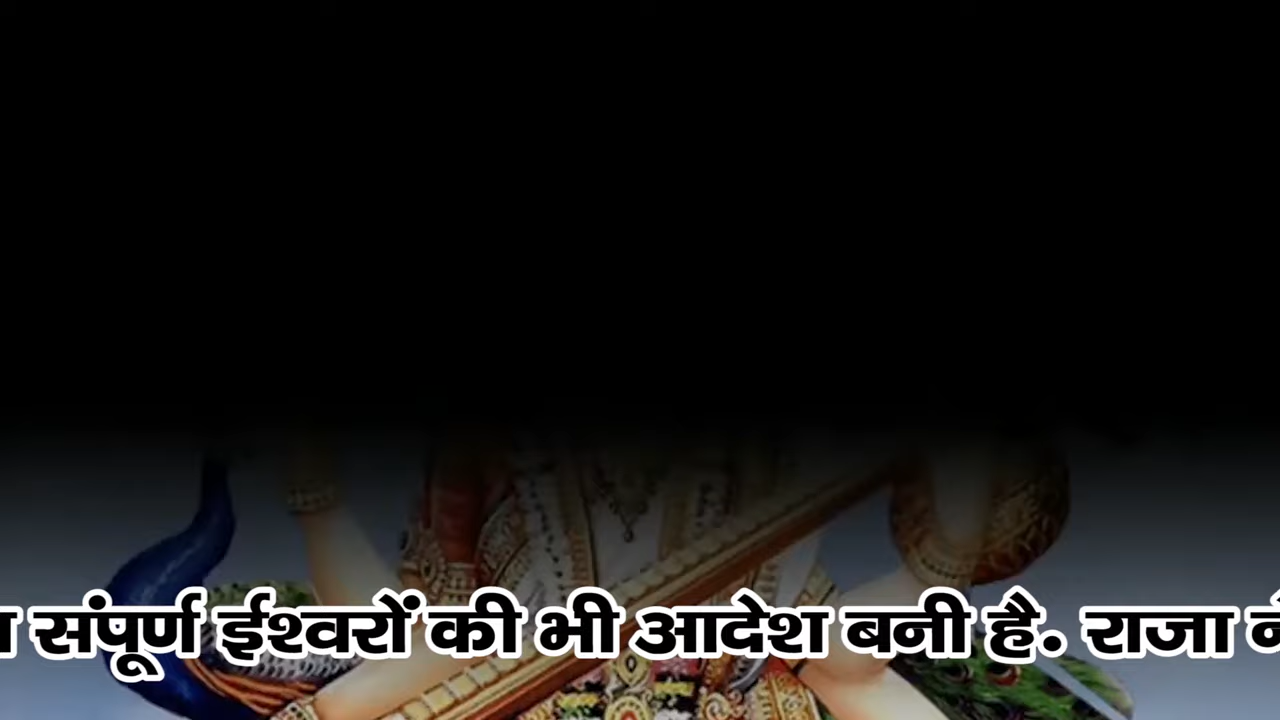 संपूर्ण ईश्वरों की भी आदेश बनी है. राजा